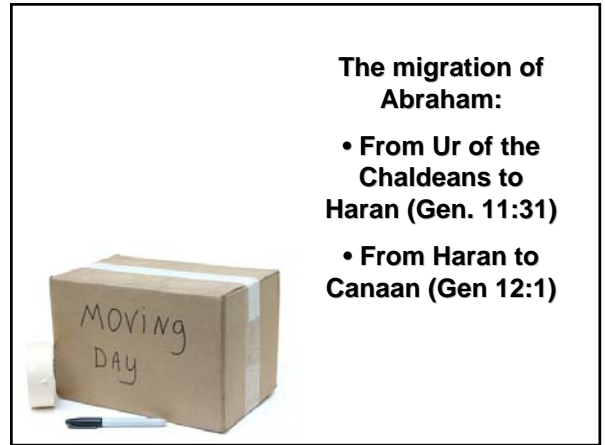 The migration of
Abraham:
• From Ur of the
Chaldeans to
Haran (Gen. 11:31)
• From Haran to
Canaan (Gen 12:1)
MOVING
DAY